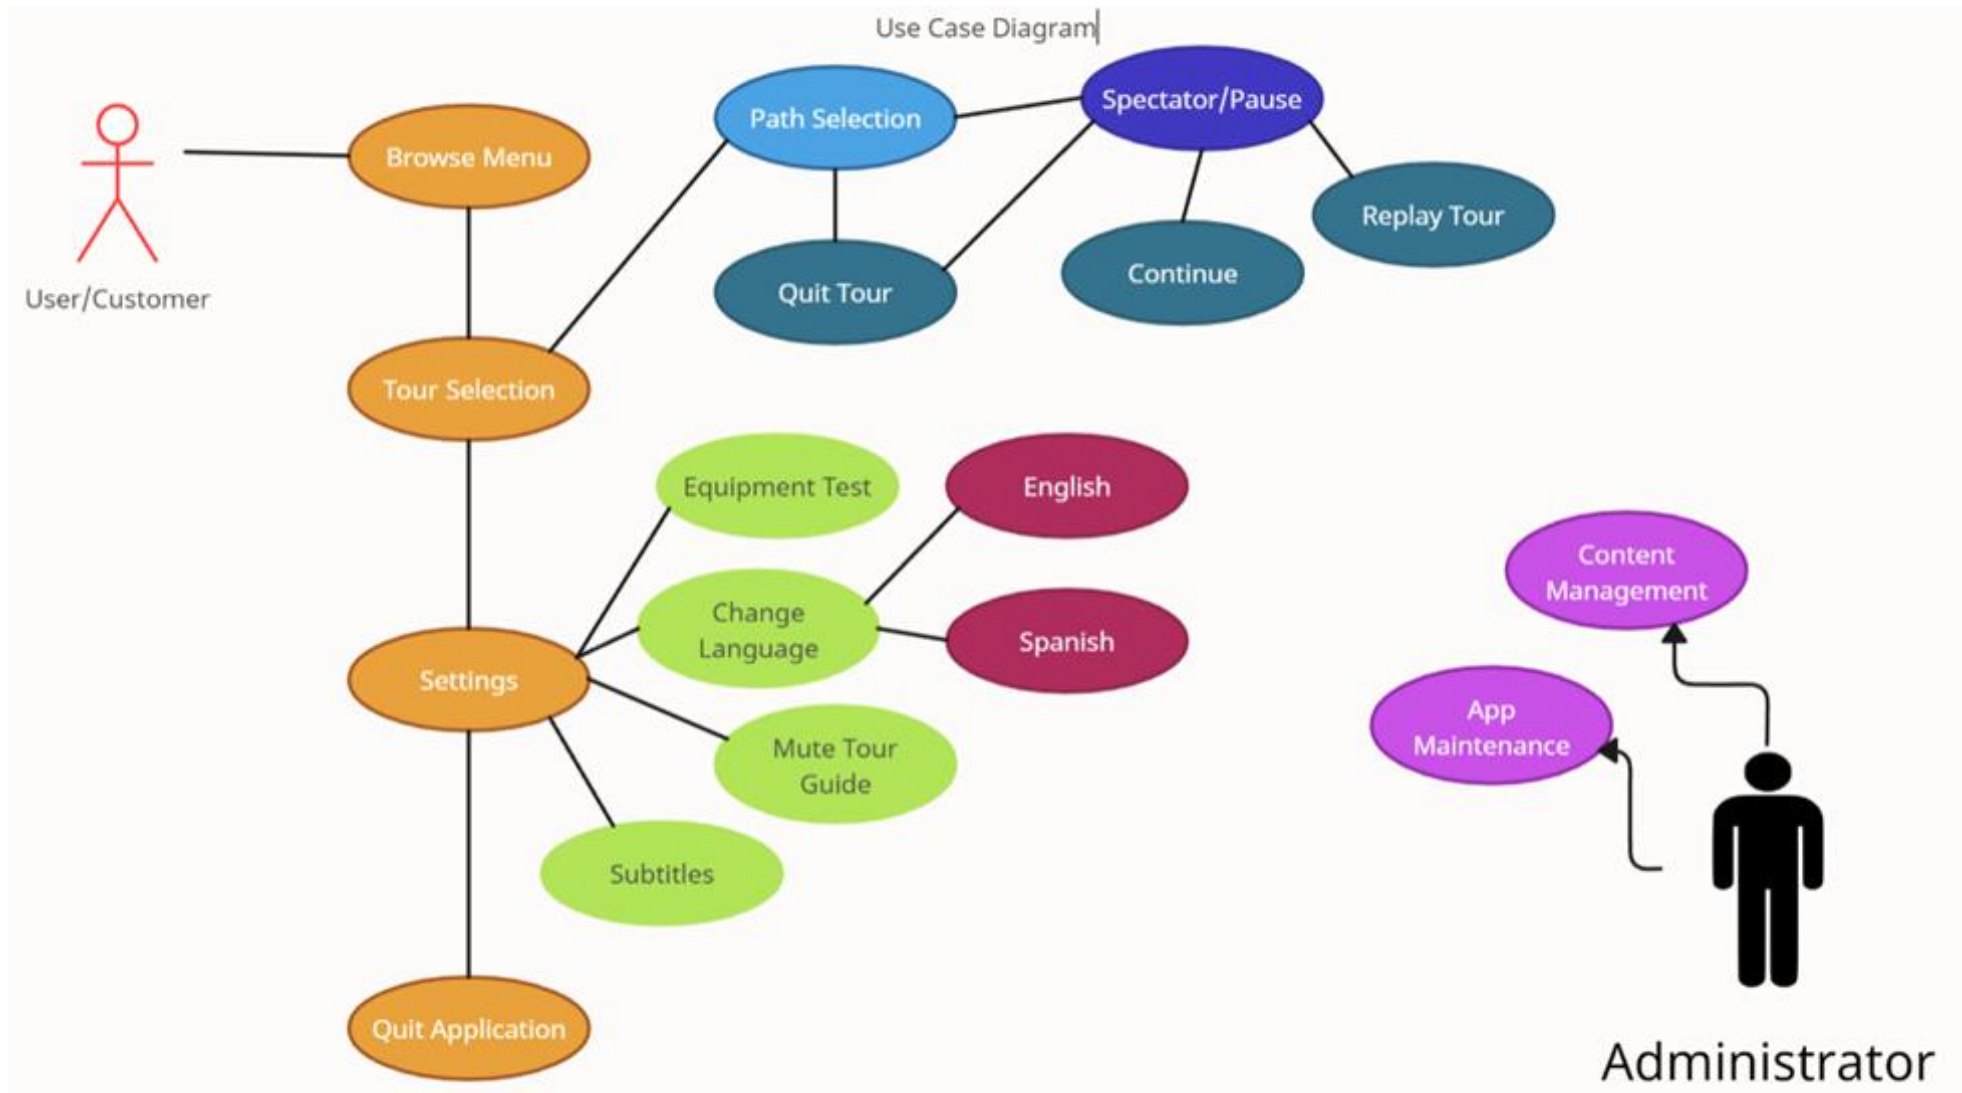 Use Case Diagram
Path Selection
Spectator/Pause
Browse Menu
Replay Tour
Continue
Quit Tour
User/Customer
Tour Selection
Equipment Test
English
Change
Language
Spanish
Settings
Mute Tour
Guide
Subtitles
Quit Application
Content
Management
App
Maintenance
Administrator